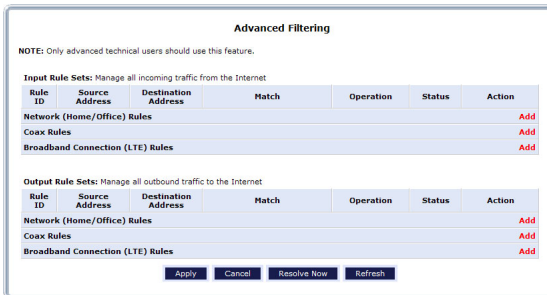 Advanced Filtering
NOTE: Only advanced technical users should use this feature.
Input Rule Sets: Manage all incoming traffic from the Internet
Rule ID Source Address Destination Address Match Operation Status Action
Network (Home/Office) Rules Add
Coax Rules Add
Broadband Connection (LTE) Rules Add
Output Rule Sets: Manage all outbound traffic to the Internet
Rule ID Source Address Destination Address Match Operation Status Action
Network (Home/Office) Rules Add
Coax Rules Add
Broadband Connection (LTE) Rules Add
Apply Cancel Resolve Now Refresh